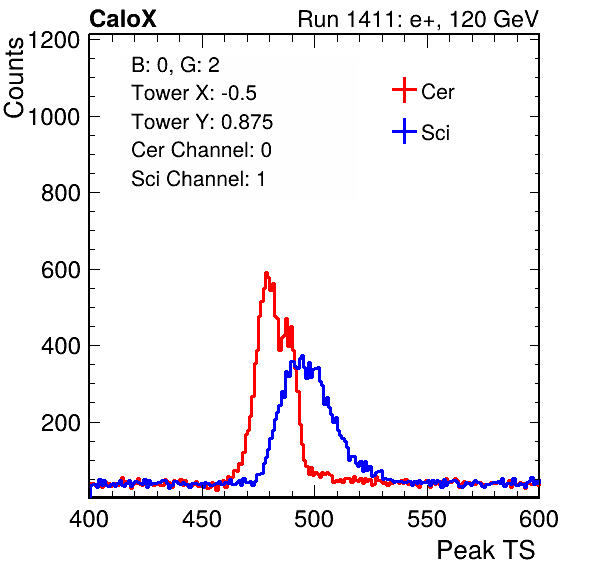 CaloX Run 1411: e+, 120 GeV
Counts
B: 0, G: 2
Tower X: -0.5
Tower Y: 0.875
Cer Channel: 0
Sci Channel: 1
Cer
Sci
1200
1000
800
600
400
200
400 450 500 550 600
Peak TS